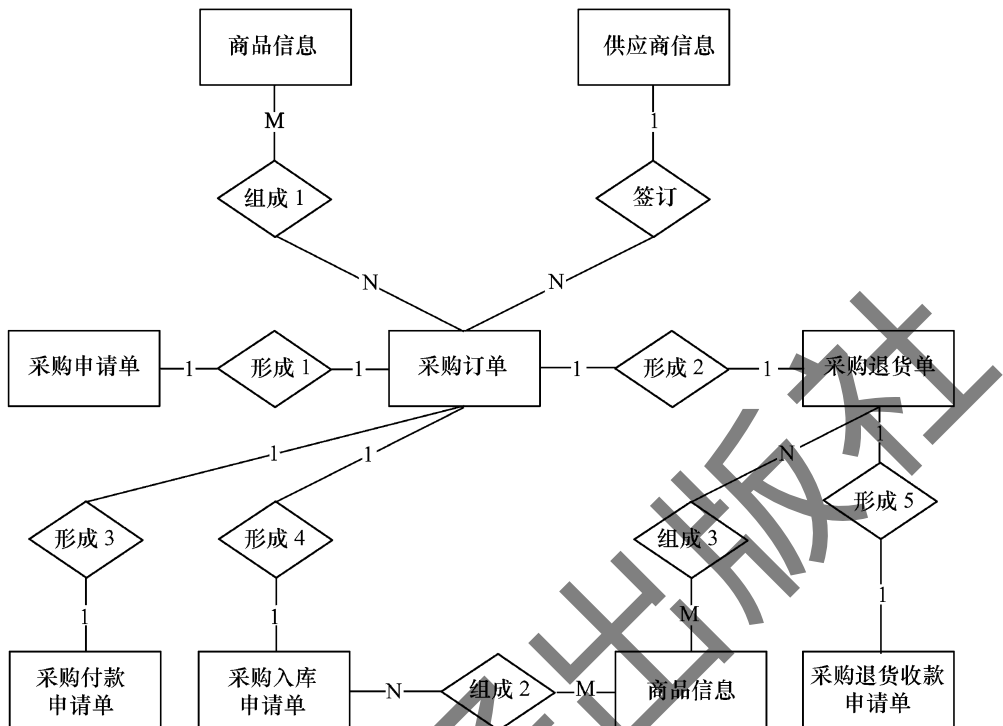 商品信息
供应商信息
M
1
组成 1
签订
N
N
采购申请单
1
形成 1
1
采购订单
1
形成 2
1
采购退货单
1
1
N
1
形成 3
形成 4
组成 3
形成 5
1
1
M
1
采购付款
申请单
采购入库
申请单
N
组成 2
M
商品信息
采购退货收款
申请单
出版社